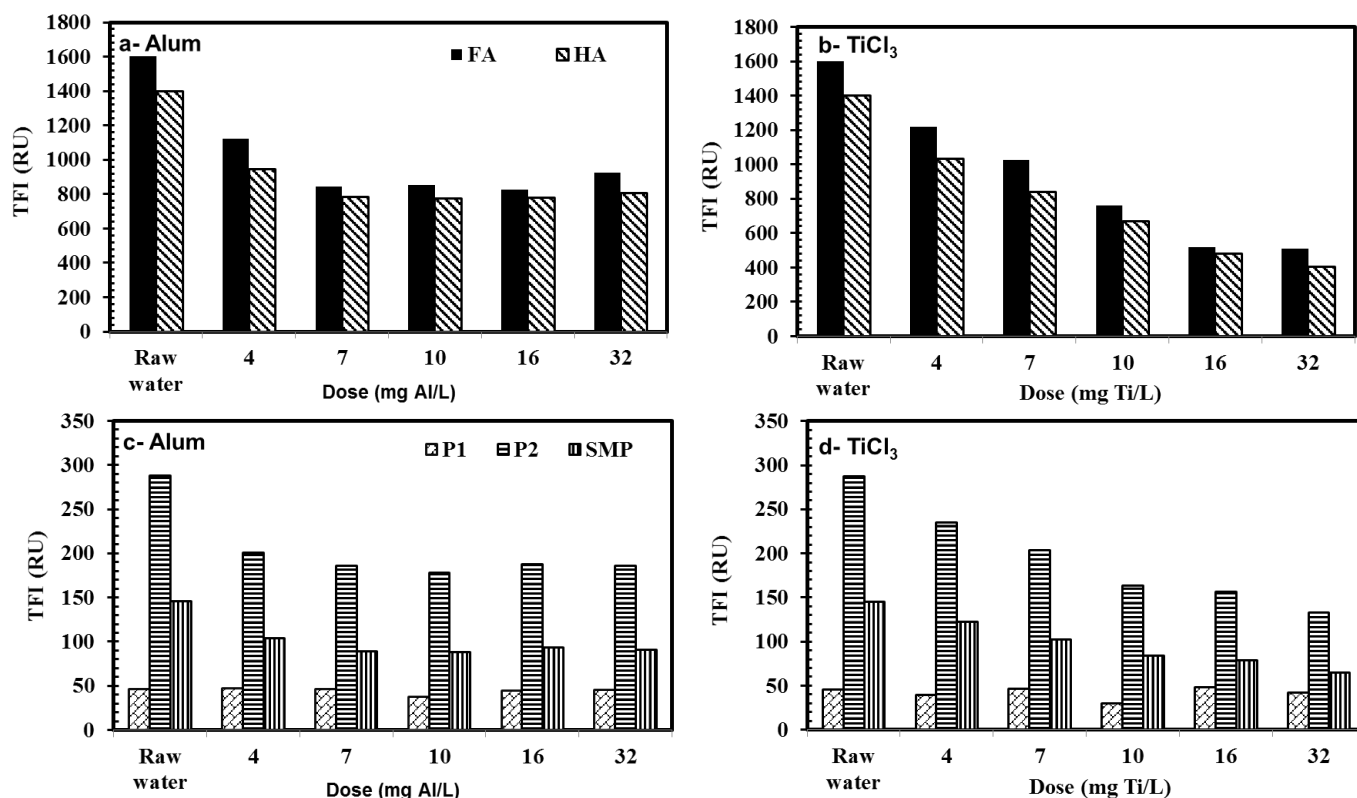 a- Alum
FA HA
TFI (RU)
1800
1600
1400
1200
1000
800
600
400
200
0
Raw water 4 7 10 16 32
Dose (mg Al/L)
b- TiCl3
TFI (RU)
1800
1600
1400
1200
1000
800
600
400
200
0
Raw water 4 7 10 16 32
Dose (mg Ti/L)
c- Alum
P1 P2 SMP
TFI (RU)
350
300
250
200
150
100
50
0
Raw water 4 7 10 16 32
Dose (mg Al/L)
d- TiCl3
TFI (RU)
350
300
250
200
150
100
50
0
Raw water 4 7 10 16 32
Dose (mg Ti/L)